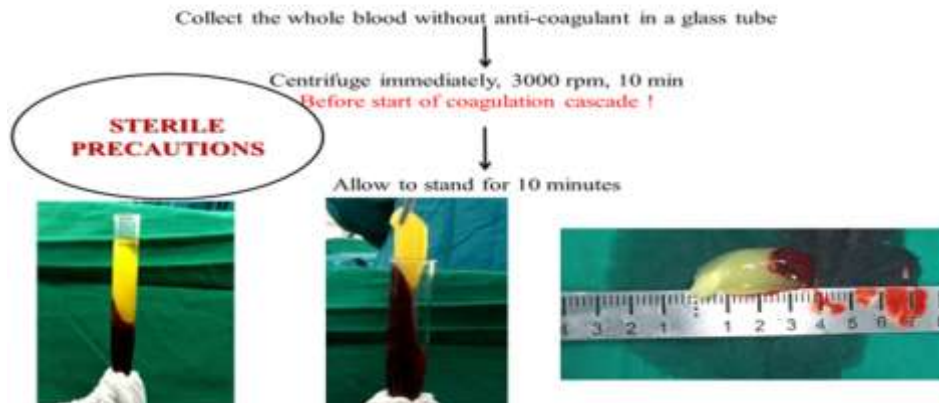 Collect the whole blood without anti-coagulant in a glass tube
Centrifuge immediately, 3000 rpm, 10 min
Before start of coagulation cascade !
STERILE
PRECAUTIONS
Allow to stand for 10 minutes
4 3 2 1 1 2 3 4 5 6